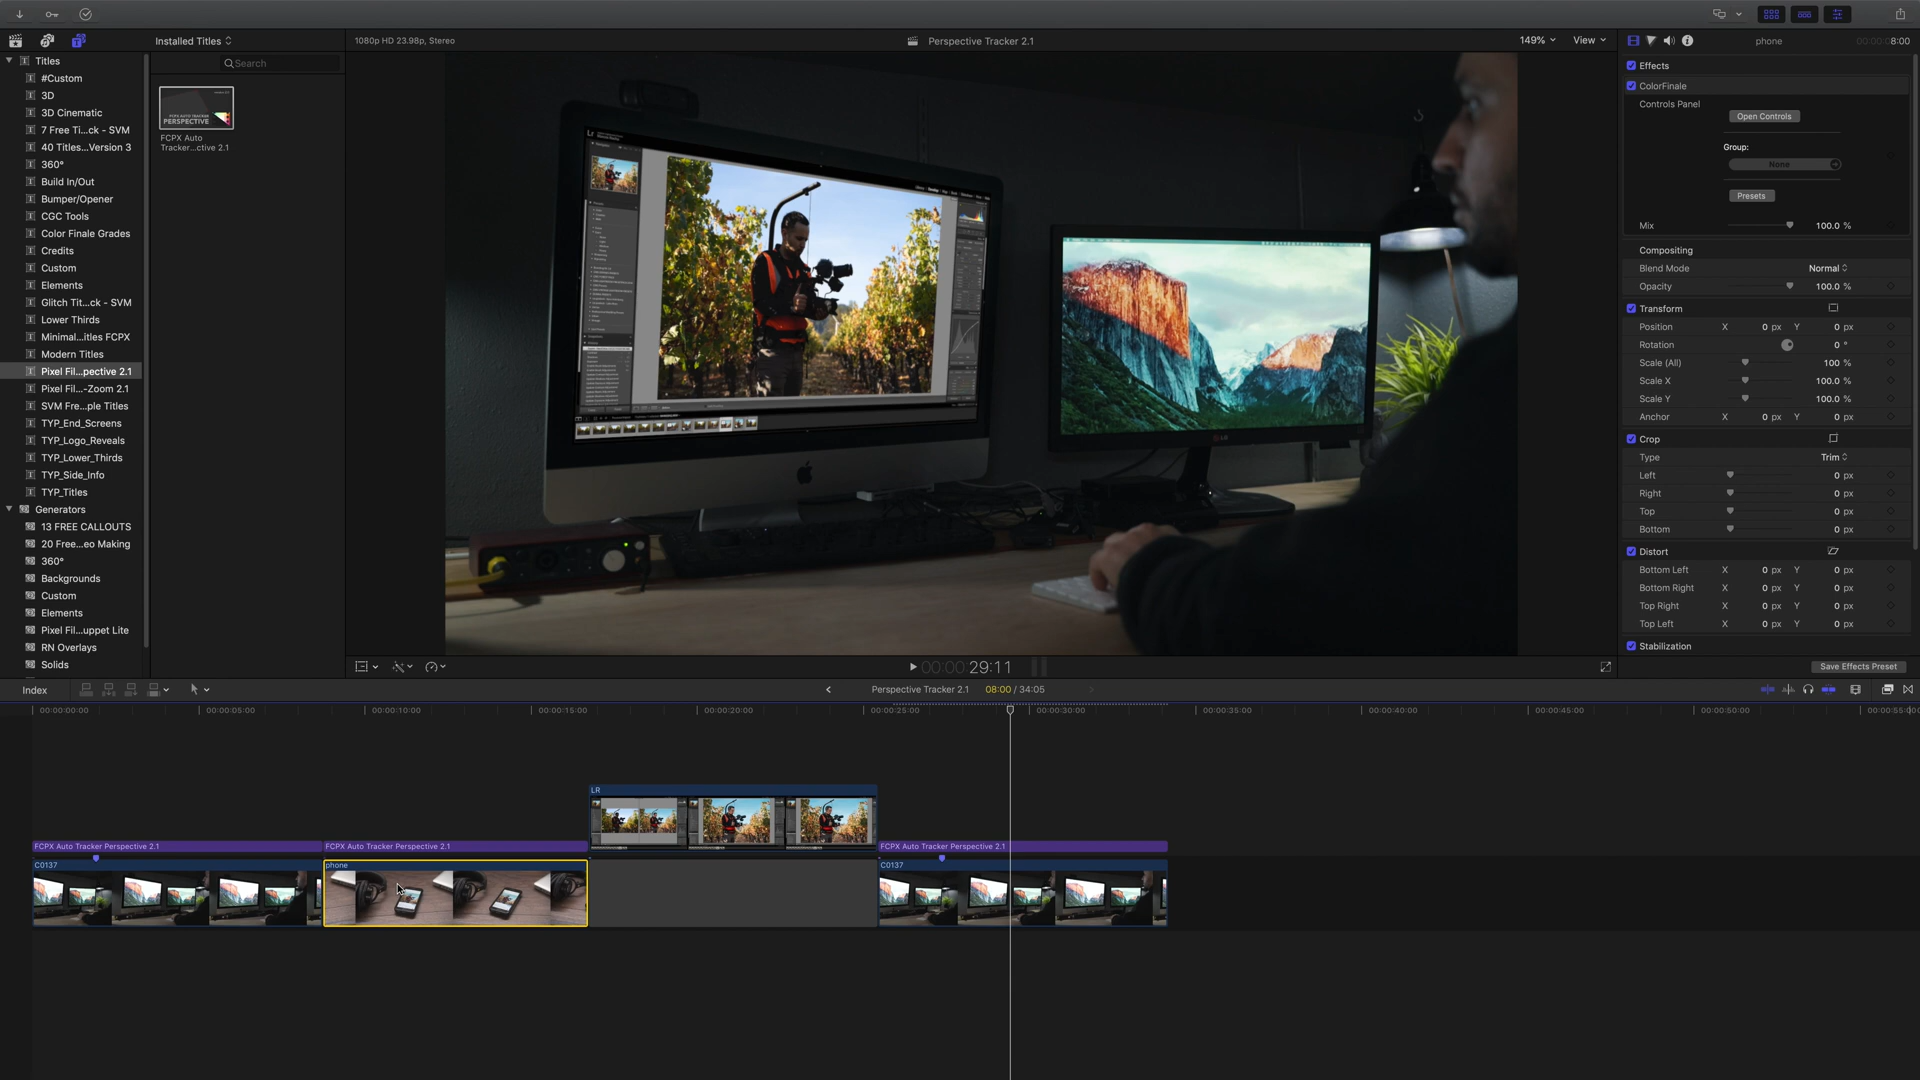 Installed Titles
1080p HD 23.98p, Stereo
Perspective Tracker 2.1
149%
View
phone
8:00
Titles
#Custom
3D
3D Cinematic
7 Free Ti...ck - SVM
40 Titles...Version 3
360°
Build In/Out
Bumper/Opener
CGC Tools
Color Finale Grades
Credits
Custom
Elements
Glitch Tit...ck - SVM
Lower Thirds
Minimal...itles FCPX
Modern Titles
Pixel Fil...pective 2.1
Pixel Fil...-Zoom 2.1
SVM Fre...ple Titles
TYP_End_Screens
TYP_Logo_Reveals
TYP_Lower_Thirds
TYP_Side_Info
TYP_Titles
Generators
13 FREE CALLOUTS
20 Free...eo Making
360°
Backgrounds
Custom
Elements
Pixel Fil...uppet Lite
RN Overlays
Solids
Search
FCPX AUTO TRACKER
PERSPECTIVE
FCPX Auto
Tracker...ctive 2.1
Lr
LG
Effects
ColorFinale
Controls Panel
Open Controls
Group:
None
Presets
Mix 100.0 %
Compositing
Blend Mode Normal
Opacity 100.0 %
Transform
Position X 0 px Y 0 px
Rotation 0 °
Scale (All) 100 %
Scale X 100.0 %
Scale Y 100.0 %
Anchor X 0 px Y 0 px
Crop
Type Trim
Left 0 px
Right 0 px
Top 0 px
Bottom 0 px
Distort
Bottom Left X 0 px Y 0 px
Bottom Right X 0 px Y 0 px
Top Right X 0 px Y 0 px
Top Left X 0 px Y 0 px
Stabilization
Save Effects Preset
00:00:29:11
Index
Perspective Tracker 2.1
08:00 / 34:05
00:00:00:00
00:00:05:00
00:00:10:00
00:00:15:00
00:00:20:00
00:00:25:00
00:00:30:00
00:00:35:00
00:00:40:00
00:00:45:00
00:00:50:00
00:00:55:00
LR
FCPX Auto Tracker Perspective 2.1
FCPX Auto Tracker Perspective 2.1
FCPX Auto Tracker Perspective 2.1
C0137
phone
C0137